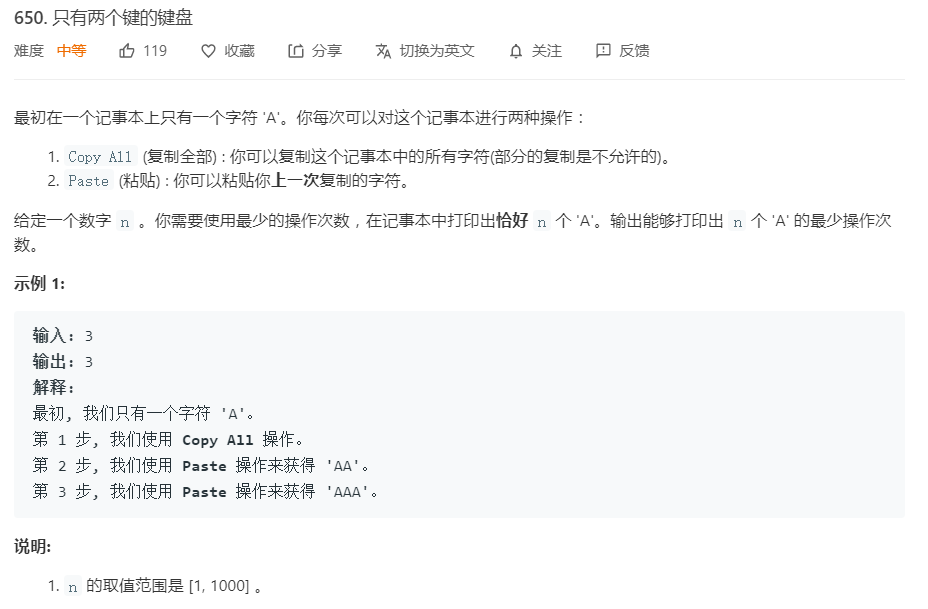 650. 只有两个键的键盘
难度 中等 119 收藏 分享 切换为英文 关注 反馈
最初在一个记事本上只有一个字符 'A'。你每次可以对这个记事本进行两种操作：
1. Copy All (复制全部) : 你可以复制这个记事本中的所有字符(部分的复制是不允许的)。
2. Paste (粘贴) : 你可以粘贴你上一次复制的字符。
给定一个数字 n 。你需要使用最少的操作次数，在记事本中打印出恰好 n 个 'A'。输出能够打印出 n 个 'A' 的最少操作次
数。
示例 1:
输入: 3
输出: 3
解释:
最初, 我们只有一个字符 'A'。
第 1 步, 我们使用 Copy All 操作。
第 2 步, 我们使用 Paste 操作来获得 'AA'。
第 3 步, 我们使用 Paste 操作来获得 'AAA'。
说明:
1. n 的取值范围是 [1, 1000] 。